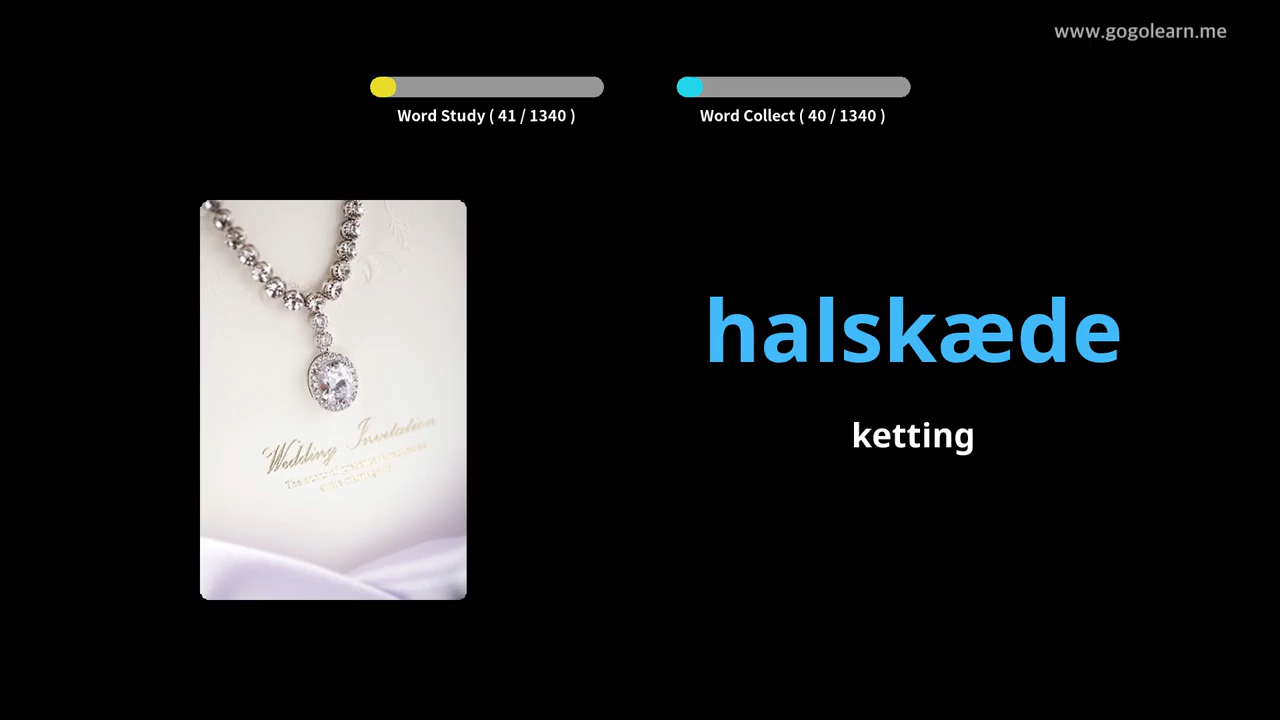 www.gogolearn.me
Word Study ( 41 / 1340 )
Word Collect ( 40 / 1340 )
halskæde
ketting
Wedding Invitation